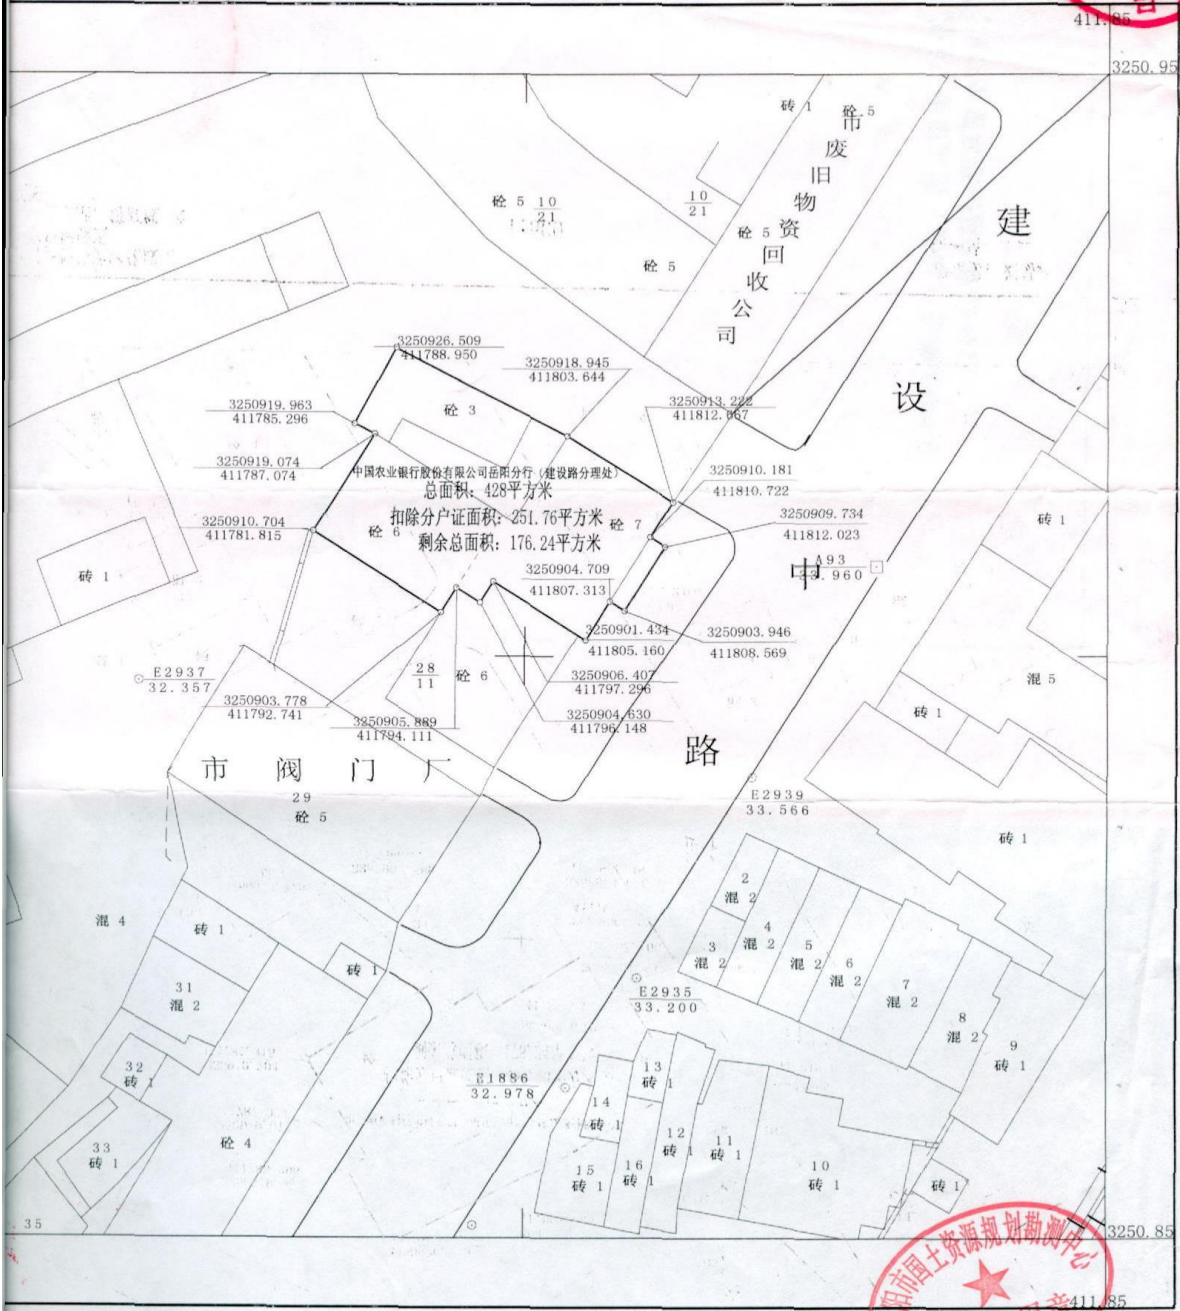 411.85
3250.95
砖 1
砼 5
市废旧物资回收公司
砼 5
10
21
10
21
砼 5
砼 5
建
设
中
路
3250926.509
411788.950
3250918.945
411803.644
3250919.963
411785.296
砼 3
3250913.222
411812.067
3250919.074
411787.074
中国农业银行股份有限公司岳阳分行（建设路分理处）
总面积：428平方米
扣除分户证面积：251.76平方米
剩余总面积：176.24平方米
3250910.181
411810.722
3250910.704
411781.815
砼 6
砼 7
3250909.734
411812.023
砖 1
砖 1
A93
33.960
3250904.709
411807.313
3250901.434
411805.160
3250903.946
411808.569
E2937
32.357
28
11
砼 6
3250906.407
411797.296
混 5
3250903.778
411792.741
3250905.889
411794.111
3250904.630
411796.148
砖 1
市阀门厂
29
砼 5
E2939
33.566
砖 1
2
混 2
混 4
砖 1
3
混 2
4
混 2
5
混 2
6
混 2
7
混 2
8
混 2
9
砖 1
砖 1
31
混 2
E2935
33.200
32
砖 1
E1886
32.978
13
砖 1
14
砖 1
33
砖 1
砼 4
12
砖 1
11
砖 1
15
砖 1
16
砖 1
10
砖 1
砖 1
.35
3250.85
阳市国土资源规划勘测中心
411.85